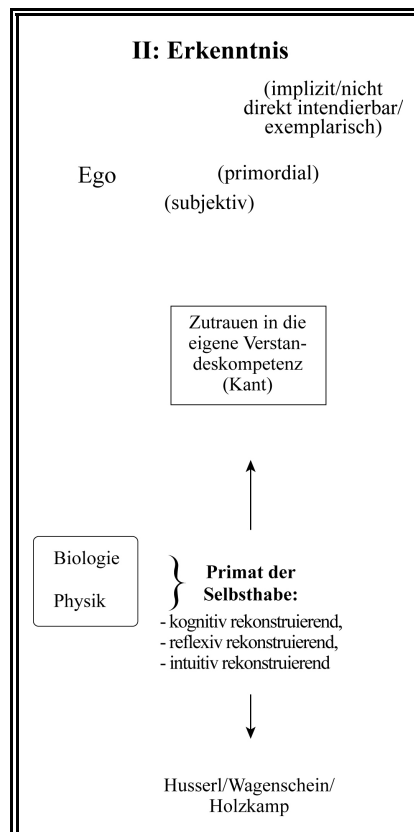 II: Erkenntnis
(implizit/nicht
direkt intendierbar/
exemplarisch)
Ego
(primordial)
(subjektiv)
Zutrauen in die
eigene Verstan-
deskompetenz
(Kant)
Biologie
Physik
}
Primat der
Selbsthabe:
- kognitiv rekonstruierend,
- reflexiv rekonstruierend,
- intuitiv rekonstruierend
Husserl/Wagenschein/
Holzkamp